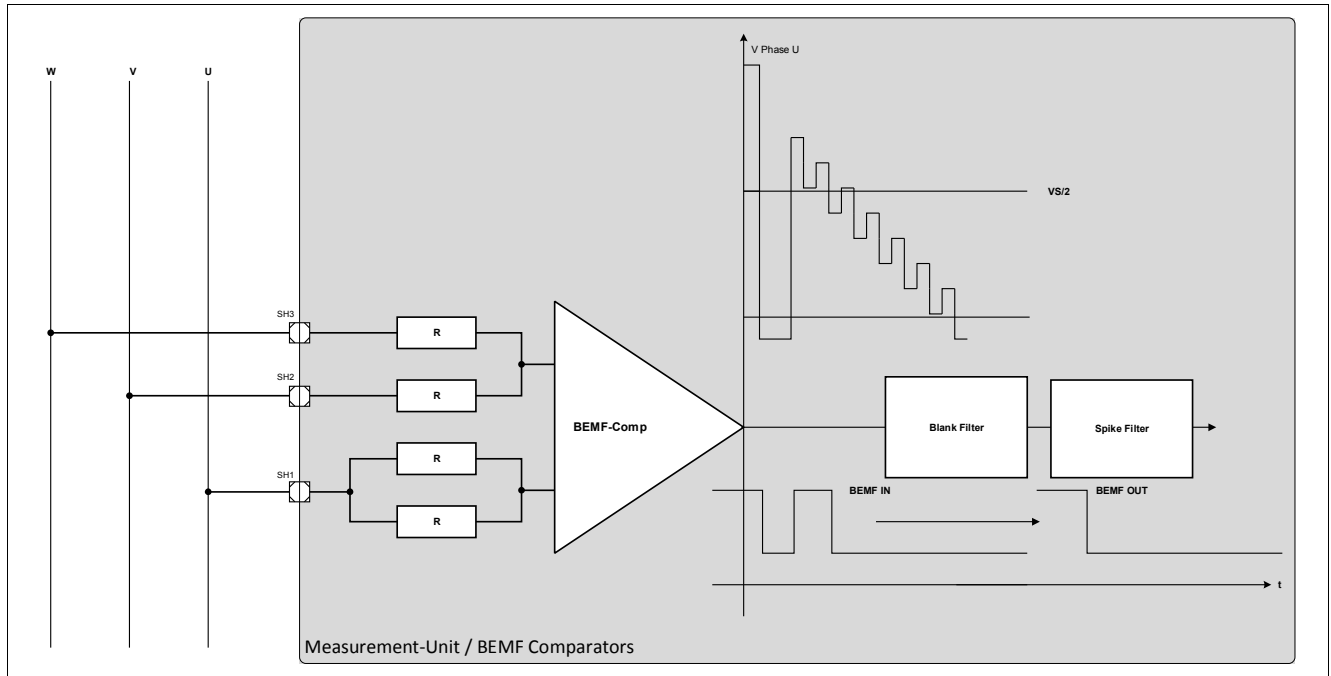 V Phase U
W
V
U
VS/2
SH3
R
SH2
R
BEMF-Comp
Blank Filter
Spike Filter
SH1
R
R
BEMF IN
BEMF OUT
t
Measurement-Unit / BEMF Comparators